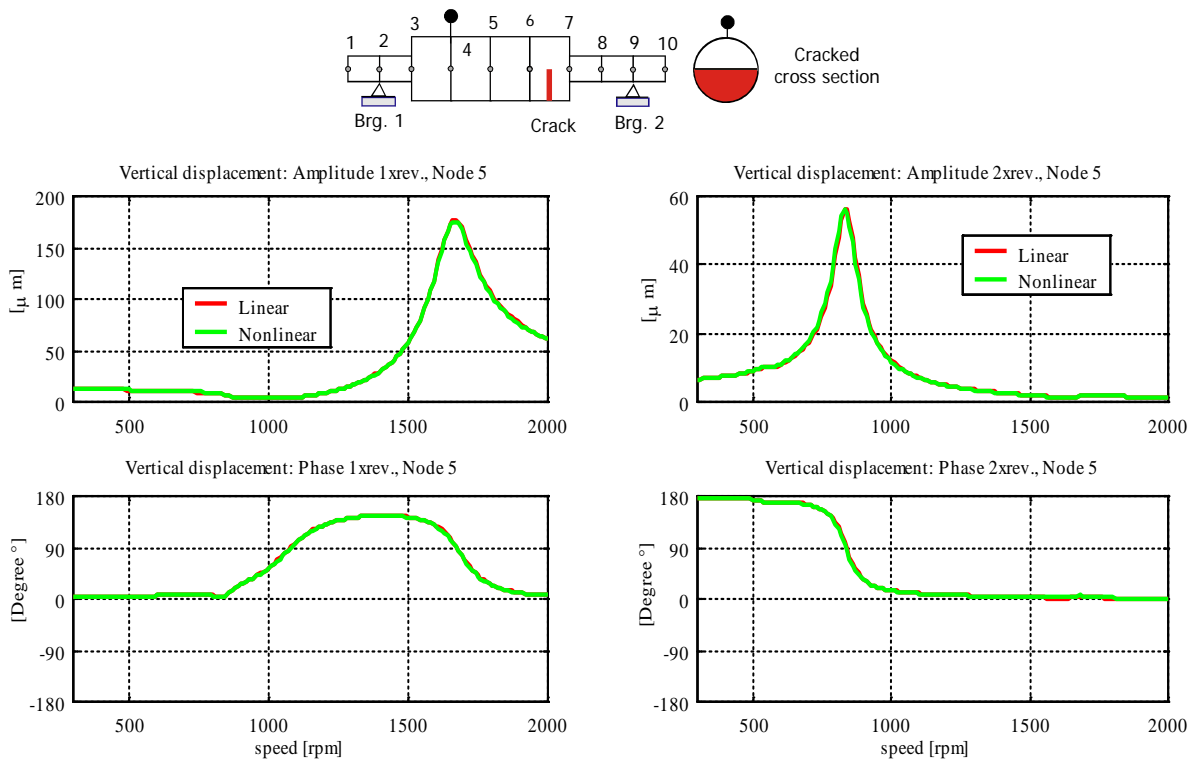 1 2 3 4 5 6 7 8 9 10
Brg. 1
Crack
Brg. 2
Cracked
cross section
Vertical displacement: Amplitude 1xrev., Node 5
[μ m]
200
150
100
50
0
Linear
Nonlinear
500 1000 1500 2000
Vertical displacement: Amplitude 2xrev., Node 5
[μ m]
60
40
20
0
Linear
Nonlinear
500 1000 1500 2000
Vertical displacement: Phase 1xrev., Node 5
[Degree °]
180
90
0
-90
-180
500 1000 1500 2000
speed [rpm]
Vertical displacement: Phase 2xrev., Node 5
[Degree °]
180
90
0
-90
-180
500 1000 1500 2000
speed [rpm]